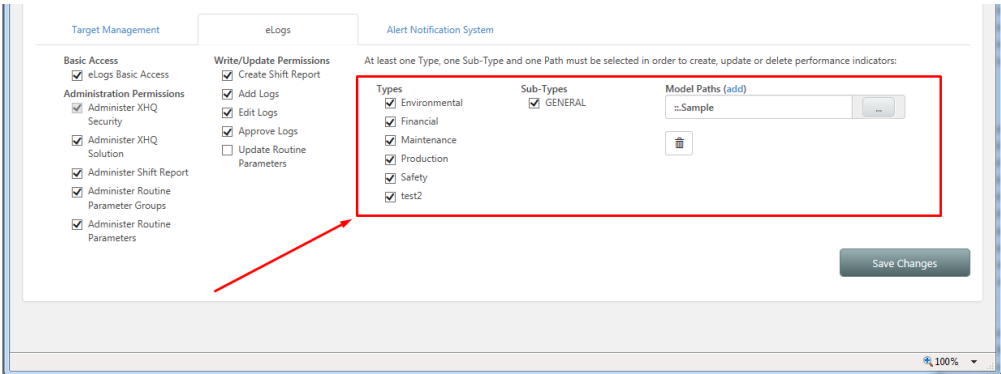 Target Management
eLogs
Alert Notification System
Basic Access
eLogs Basic Access
Administration Permissions
Administer XHQ
Security
Administer XHQ
Solution
Administer Shift Report
Administer Routine
Parameter Groups
Administer Routine
Parameters
Write/Update Permissions
Create Shift Report
Add Logs
Edit Logs
Approve Logs
Update Routine
Parameters
At least one Type, one Sub-Type and one Path must be selected in order to create, update or delete performance indicators:
Types
Environmental
Financial
Maintenance
Production
Safety
test2
Sub-Types
GENERAL
Model Paths (add)
::.Sample
...
Save Changes
100%